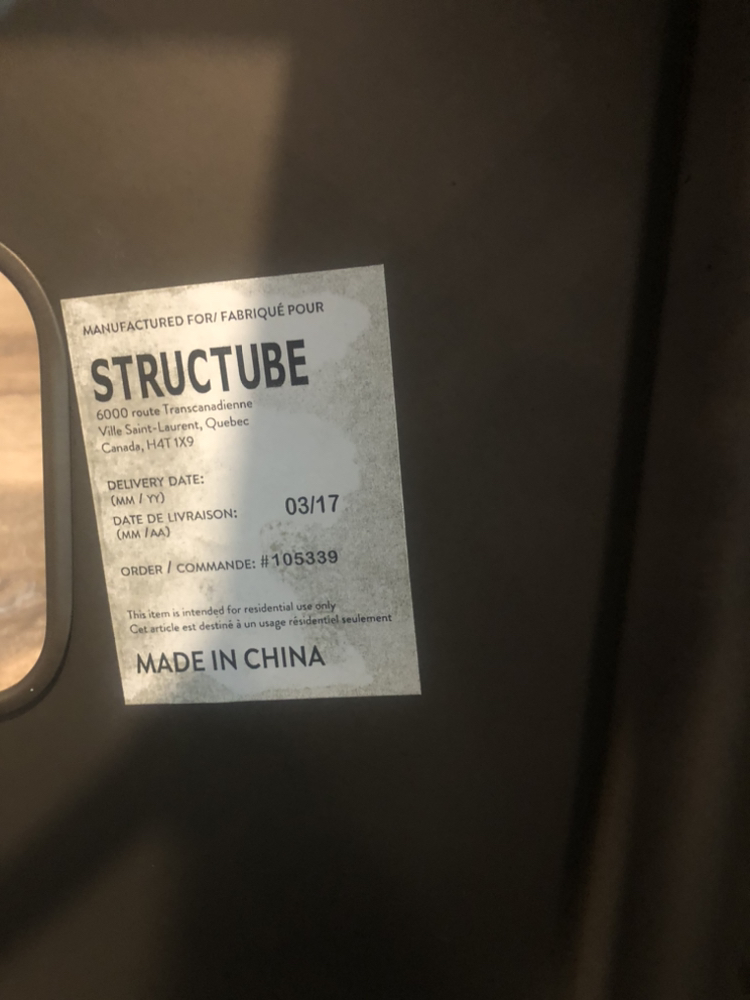 MANUFACTURED FOR/ FABRIQUÉ POUR
STRUCTUBE
6000 route Transcanadienne
Ville Saint-Laurent, Quebec
Canada, H4T 1X9
DELIVERY DATE:
(MM / YY)
DATE DE LIVRAISON: 03/17
(MM /AA)
ORDER / COMMANDE: #105339
This item is intended for residential use only
Cet article est destiné à un usage résidentiel seulement
MADE IN CHINA